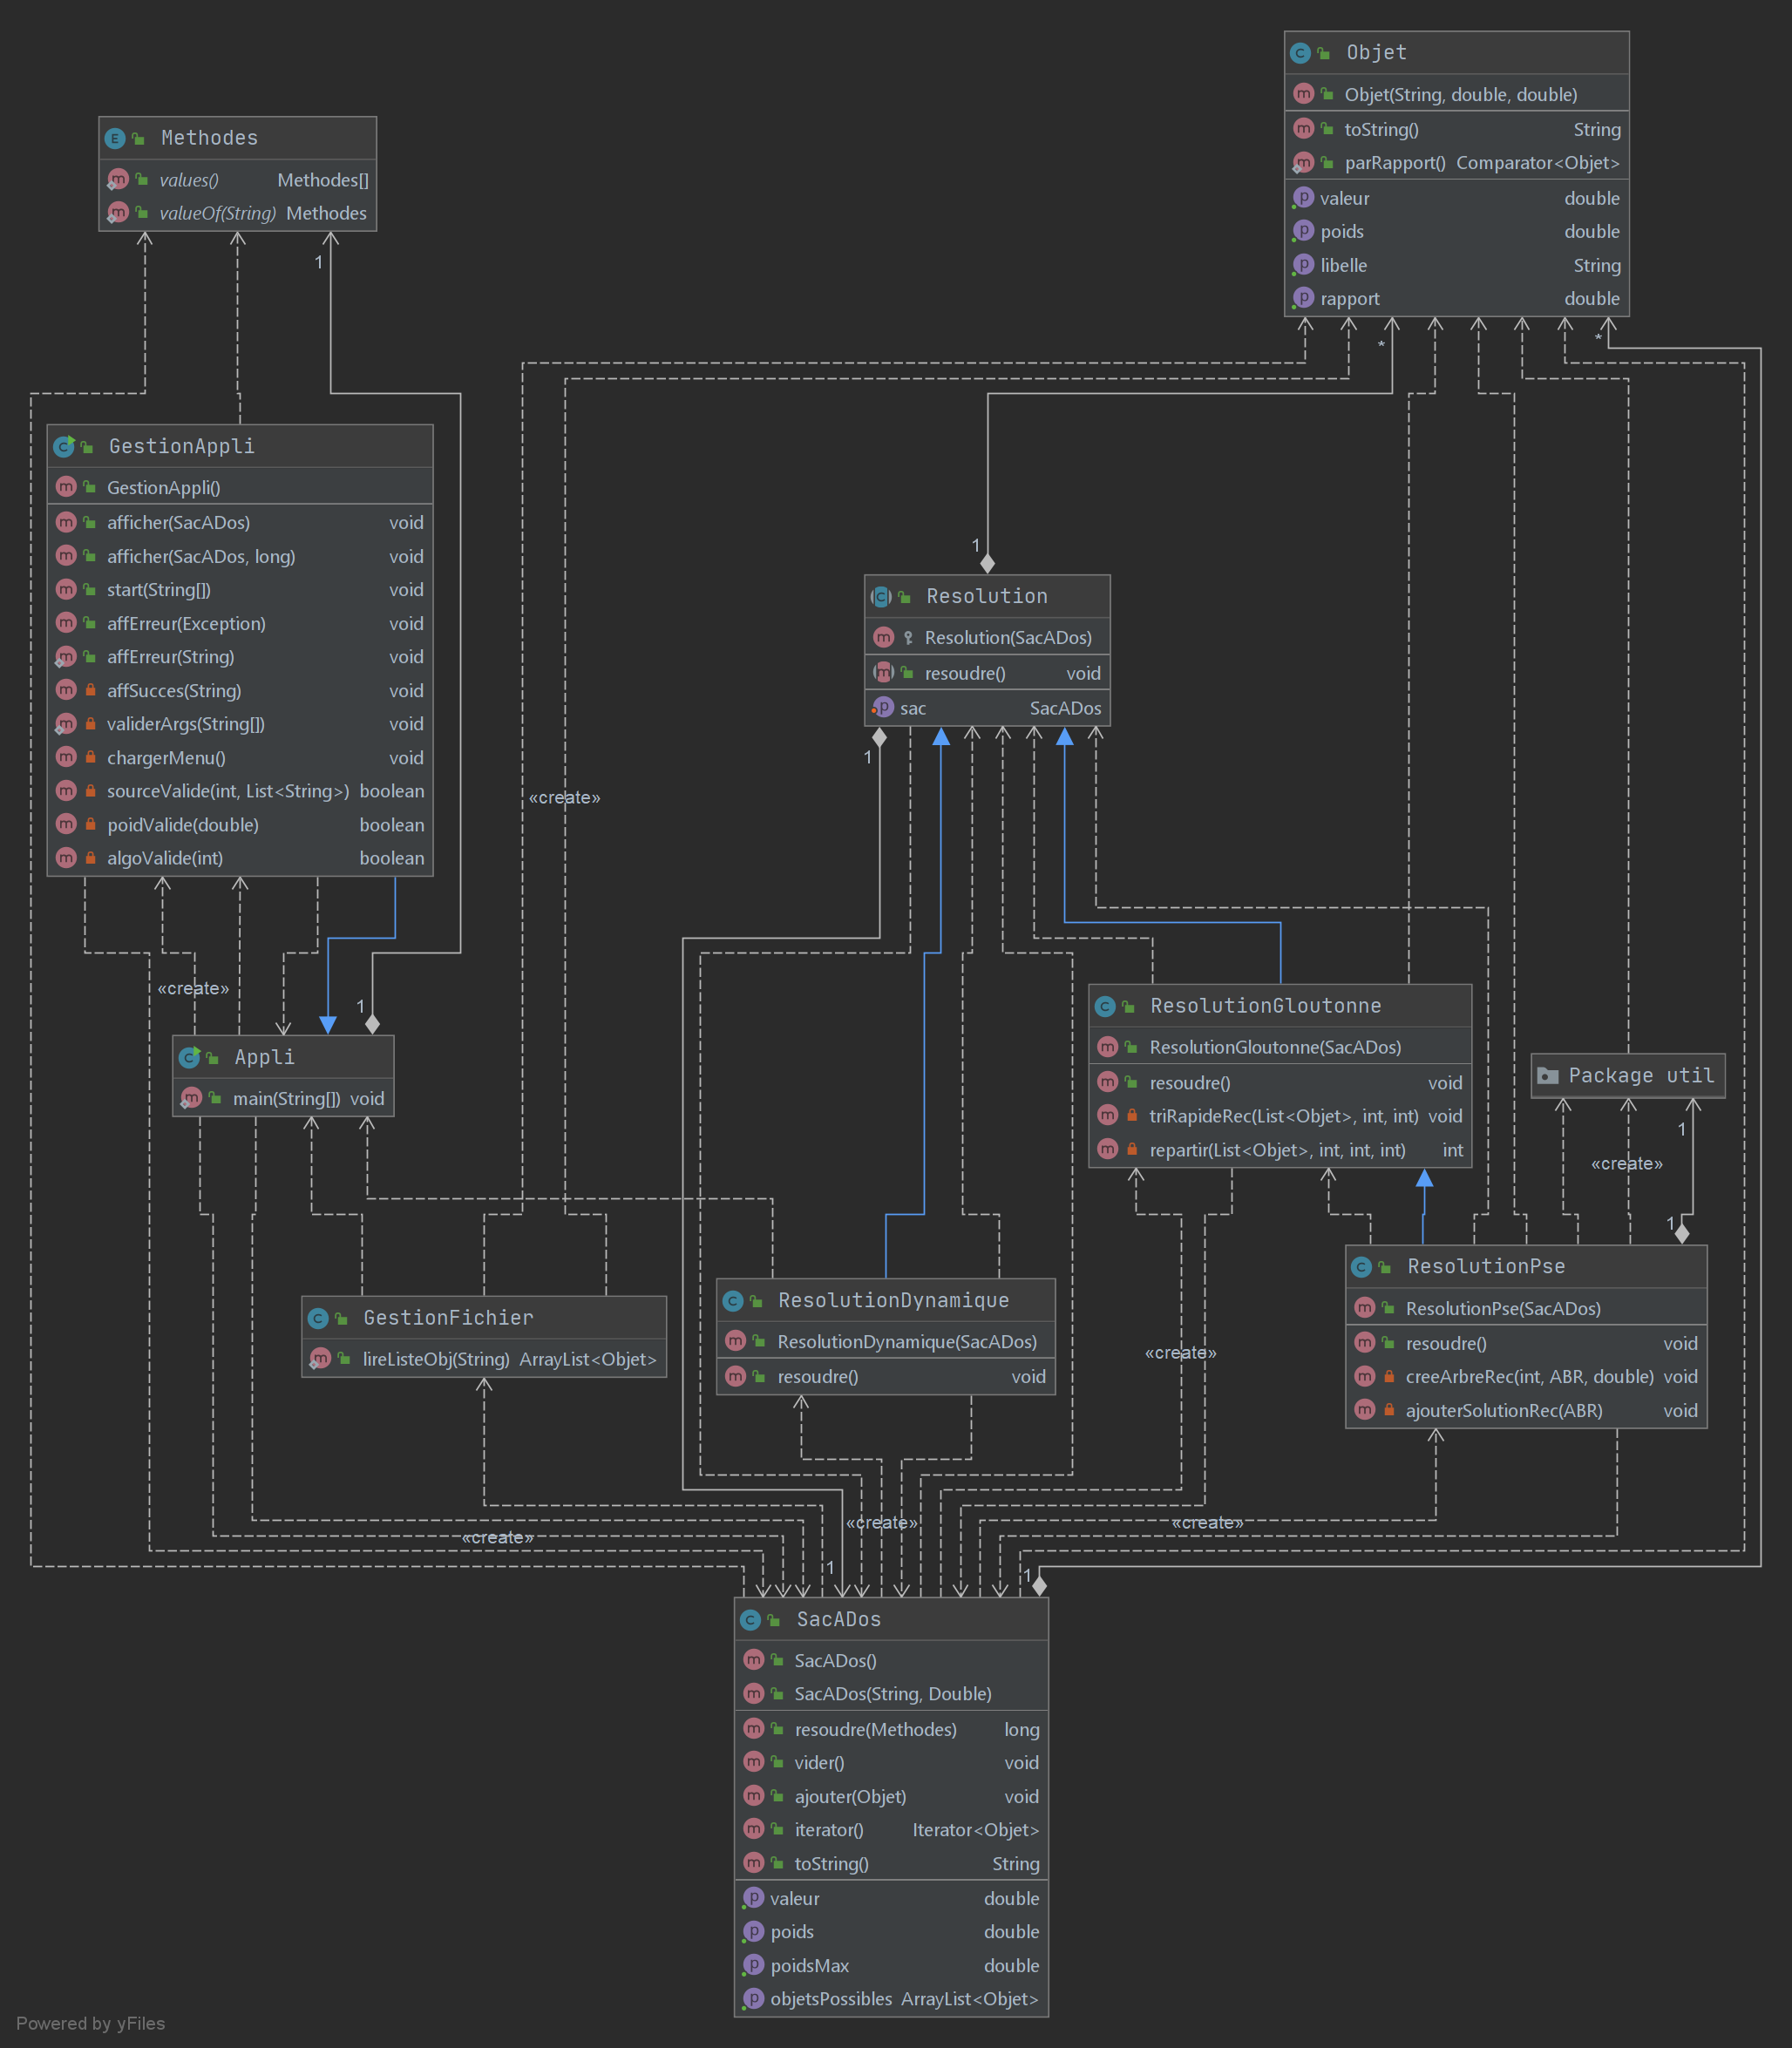 Objet
Objet(String, double, double)
toString() String
parRapport() Comparator<Objet>
valeur double
poids double
libelle String
rapport double
Methodes
values() Methodes[]
valueOf(String) Methodes
1
*
*
GestionAppli
GestionAppli()
afficher(SacADos) void
afficher(SacADos, long) void
start(String[]) void
affErreur(Exception) void
affErreur(String) void
affSucces(String) void
validerArgs(String[]) void
chargerMenu() void
sourceValide(int, List<String>) boolean
poidValide(double) boolean
algoValide(int) boolean
1
Resolution
Resolution(SacADos)
resoudre() void
sac SacADos
1
«create»
«create»
1
Appli
main(String[]) void
ResolutionGloutonne
ResolutionGloutonne(SacADos)
resoudre() void
triRapideRec(List<Objet>, int, int) void
repartir(List<Objet>, int, int, int) int
Package util
1
«create»
1
ResolutionPse
ResolutionPse(SacADos)
resoudre() void
creeArbreRec(int, ABR, double) void
ajouterSolutionRec(ABR) void
GestionFichier
lireListeObj(String) ArrayList<Objet>
ResolutionDynamique
ResolutionDynamique(SacADos)
resoudre() void
«create»
«create»
«create»
«create»
1
1
SacADos
SacADos()
SacADos(String, Double)
resoudre(Methodes) long
vider() void
ajouter(Objet) void
iterator() Iterator<Objet>
toString() String
valeur double
poids double
poidsMax double
objetsPossibles ArrayList<Objet>
Powered by yFiles